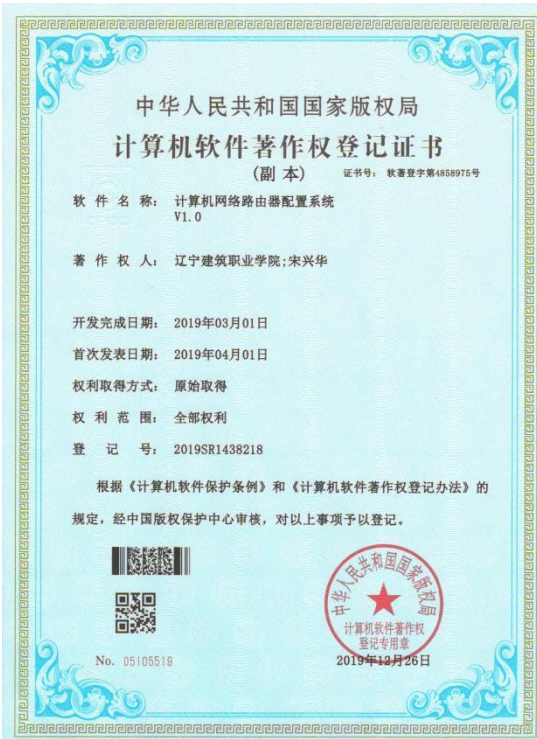 中华人民共和国国家版权局
计算机软件著作权登记证书
(副本)
证书号： 软著登字第4858975号
软件名称： 计算机网络路由器配置系统
V1.0
著作权人： 辽宁建筑职业学院;宋兴华
开发完成日期： 2019年03月01日
首次发表日期： 2019年04月01日
权利取得方式： 原始取得
权利范围： 全部权利
登记号： 2019SR1438218
根据《计算机软件保护条例》和《计算机软件著作权登记办法》的
规定，经中国版权保护中心审核，对以上事项予以登记。
中华人民共和国国家版权局
计算机软件著作权
登记专用章
No. 05105519
2019年12月26日